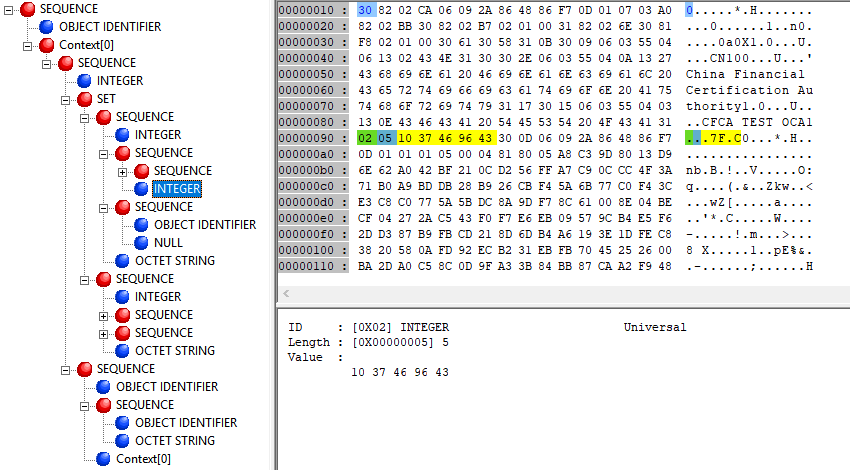 SEQUENCE
OBJECT IDENTIFIER
Context[0]
SEQUENCE
INTEGER
SET
SEQUENCE
INTEGER
SEQUENCE
SEQUENCE
INTEGER
SEQUENCE
OBJECT IDENTIFIER
NULL
OCTET STRING
SEQUENCE
INTEGER
SEQUENCE
SEQUENCE
OCTET STRING
SEQUENCE
OBJECT IDENTIFIER
SEQUENCE
OBJECT IDENTIFIER
OCTET STRING
Context[0]
00000010 : 30 82 02 CA 06 09 2A 86 48 86 F7 0D 01 07 03 A0 0.....*.H.......
00000020 : 82 02 BB 30 82 02 B7 02 01 00 31 82 02 6E 30 81 ...0......1..n0.
00000030 : F8 02 01 00 30 61 30 58 31 0B 30 09 06 03 55 04 ....0a0X1.0...U.
00000040 : 06 13 02 43 4E 31 30 30 2E 06 03 55 04 0A 13 27 ...CN100...U...'
00000050 : 43 68 69 6E 61 20 46 69 6E 61 6E 63 69 61 6C 20 China Financial
00000060 : 43 65 72 74 69 66 69 63 61 74 69 6F 6E 20 41 75 Certification Au
00000070 : 74 68 6F 72 69 74 79 31 17 30 15 06 03 55 04 03 thority1.0...U..
00000080 : 13 0E 43 46 43 41 20 54 45 53 54 20 4F 43 41 31 ..CFCA TEST OCA1
00000090 : 02 05 10 37 46 96 43 30 0D 06 09 2A 86 48 86 F7 ...7F.C0...*.H..
000000a0 : 0D 01 01 01 05 00 04 81 80 05 A8 C3 9D 80 13 D9 ................
000000b0 : 6E 62 A0 42 BF 21 0C D2 56 FF A7 C9 0C CC 4F 3A nb.B.!..V.....O:
000000c0 : 71 B0 A9 BD DB 28 B9 26 CB F4 5A 6B 77 C0 F4 3C q....(.&..Zkw..<
000000d0 : E3 C8 C0 77 5A 5B DC 8A 9D F7 8C 61 00 8E 04 BE ...wZ[.....a....
000000e0 : CF 04 27 2A C5 43 F0 F7 E6 EB 09 57 9C B4 E5 F6 ..'*.C.....W....
000000f0 : 2D D3 87 B9 FB CD 21 8D 6D B4 A6 19 3E 1D FE C8 -.....!.m...>...
00000100 : 38 20 58 0A FD 92 EC B2 31 EB FB 70 45 25 26 00 8 X.....1..pE%&.
00000110 : BA 2D A0 C5 8C 0D 9F A3 3B 84 BB 87 CA A2 F9 48 .-......;......H
ID : [0X02] INTEGER Universal
Length : [0X00000005] 5
Value :
10 37 46 96 43